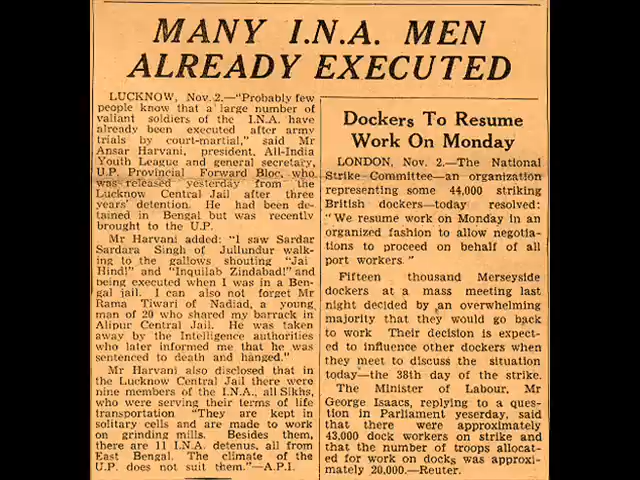 MANY I.N.A. MEN
ALREADY EXECUTED
LUCKNOW, Nov. 2.—"Probably few
people know that a large number of
valiant soldiers of the I.N.A. have
already been executed after army
trials by court-martial," said Mr
Ansar Harvani, president, All-India
Youth League and general secretary,
U.P. Provincial Forward Bloc, who
was released yesterday from the
Lucknow Central Jail after three
years' detention. He had been de-
tained in Bengal but was recently
brought to the U.P.
Mr Harvani added: "I saw Sardar
Sardara Singh of Jullundur walk-
ing to the gallows shouting "Jai
Hind!" and "Inquilab Zindabad!" and
being executed when I was in a Ben-
gal jail. I can also not forget Mr
Rama Tiwari of Nadiad, a young
man of 20 who shared my barrack in
Alipur Central Jail. He was taken
away by the Intelligence authorities
who later informed me that he was
sentenced to death and hanged."
Mr Harvani also disclosed that in
the Lucknow Central Jail there were
nine members of the I.N.A., all Sikhs,
who were serving their terms of life
transportation "They are kept in
solitary cells and are made to work
on grinding mills. Besides them,
there are 11 I.N.A. detenus, all from
East Bengal. The climate of the
U.P. does not suit them."—A.P.I.
Dockers To Resume
Work On Monday
LONDON, Nov. 2.—The National
Strike Committee—an organization
representing some 44,000 striking
British dockers—today resolved:
"We resume work on Monday in an
organized fashion to allow negotia-
tions to proceed on behalf of all
port workers."
Fifteen thousand Merseyside
dockers at a mass meeting last
night decided by an overwhelming
majority that they would go back
to work Their decision is expect-
ed to influence other dockers when
they meet to discuss the situation
today—the 38th day of the strike.
The Minister of Labour, Mr
George Isaacs, replying to a ques-
tion in Parliament yeserday, said
that there were approximately
43,000 dock workers on strike and
that the number of troops allocat-
ed for work on docks was approxi-
mately 20,000.—Reuter.